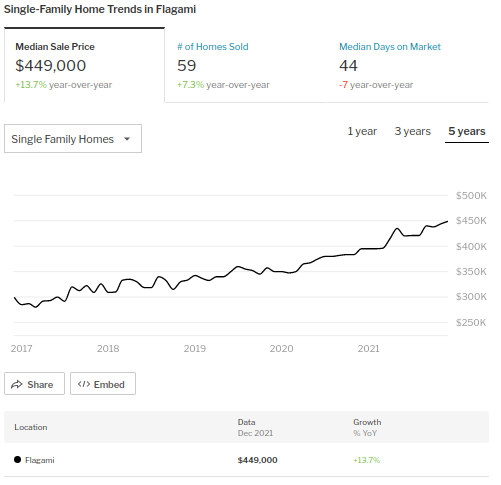 Single-Family Home Trends in Flagami
Median Sale Price
$449,000
+13.7% year-over-year
# of Homes Sold
59
+7.3% year-over-year
Median Days on Market
44
-7 year-over-year
Single Family Homes
1 year 3 years 5 years
$500K
$450K
$400K
$350K
$300K
$250K
2017 2018 2019 2020 2021
Share
</> Embed
Location Data Growth
Dec 2021 % YoY
Flagami $449,000 +13.7%